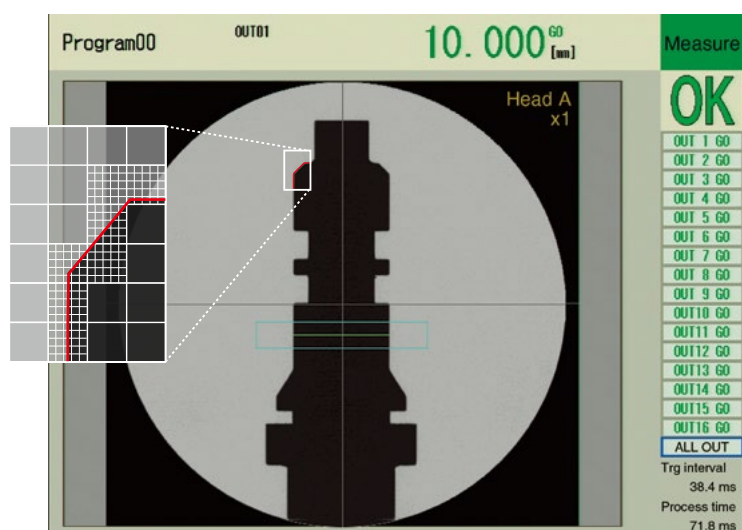 Program00
OUT01
10.000
GO
[mm]
Measure
Head A
x1
OK
OUT 1 GO
OUT 2 GO
OUT 3 GO
OUT 4 GO
OUT 5 GO
OUT 6 GO
OUT 7 GO
OUT 8 GO
OUT 9 GO
OUT10 GO
OUT11 GO
OUT12 GO
OUT13 GO
OUT14 GO
OUT15 GO
OUT16 GO
ALL OUT
Trg interval
38.4 ms
Process time
71.8 ms